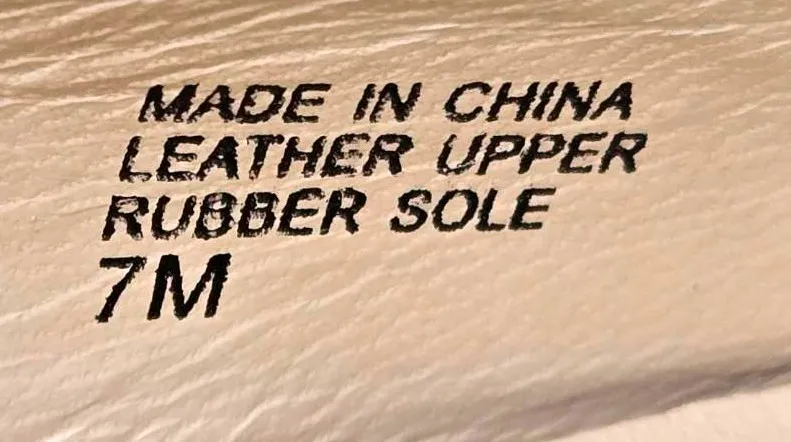 MADE IN CHINA
LEATHER UPPER
RUBBER SOLE
7M